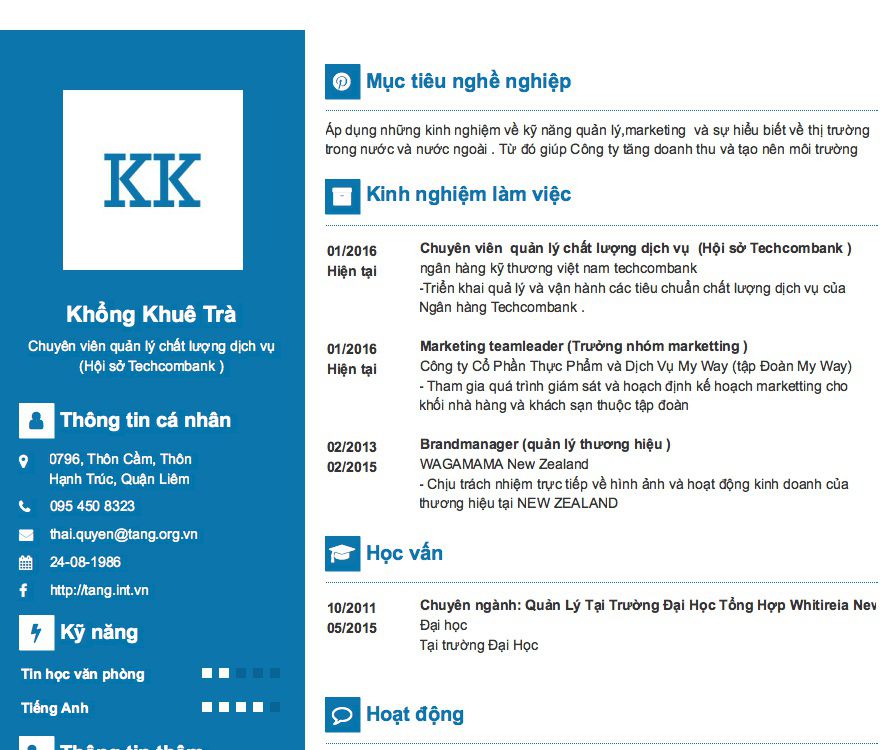 KK
Khổng Khuê Trà
Chuyên viên quản lý chất lượng dịch vụ
(Hội sở Techcombank )
Thông tin cá nhân
0796, Thôn Cầm, Thôn
Hạnh Trúc, Quận Liêm
095 450 8323
thai.quyen@tang.org.vn
24-08-1986
http://tang.int.vn
Kỹ năng
Tin học văn phòng
Tiếng Anh
Thông tin thêm
Mục tiêu nghề nghiệp
Áp dụng những kinh nghiệm về kỹ năng quản lý,marketing  và sự hiểu biết về thị trường
trong nước và nước ngoài . Từ đó giúp Công ty tăng doanh thu và tạo nên môi trường
Kinh nghiệm làm việc
01/2016
Hiện tại
Chuyên viên  quản lý chất lượng dịch vụ  (Hội sở Techcombank )
ngân hàng kỹ thương việt nam techcombank
-Triển khai quả lý và vận hành các tiêu chuẩn chất lượng dịch vụ của
Ngân hàng Techcombank .
01/2016
Hiện tại
Marketing teamleader (Trưởng nhóm marketting )
Công ty Cổ Phần Thực Phẩm và Dịch Vụ My Way (tập Đoàn My Way)
- Tham gia quá trình giám sát và hoạch định kế hoạch marketting cho
khối nhà hàng và khách sạn thuộc tập đoàn
02/2013
02/2015
Brandmanager (quản lý thương hiệu )
WAGAMAMA New Zealand
- Chịu trách nhiệm trực tiếp về hình ảnh và hoạt động kinh doanh của
thương hiệu tại NEW ZEALAND
Học vấn
10/2011
05/2015
Chuyên ngành: Quản Lý Tại Trường Đại Học Tổng Hợp Whitireia New
Đại học
Tại trường Đại Học
Hoạt động